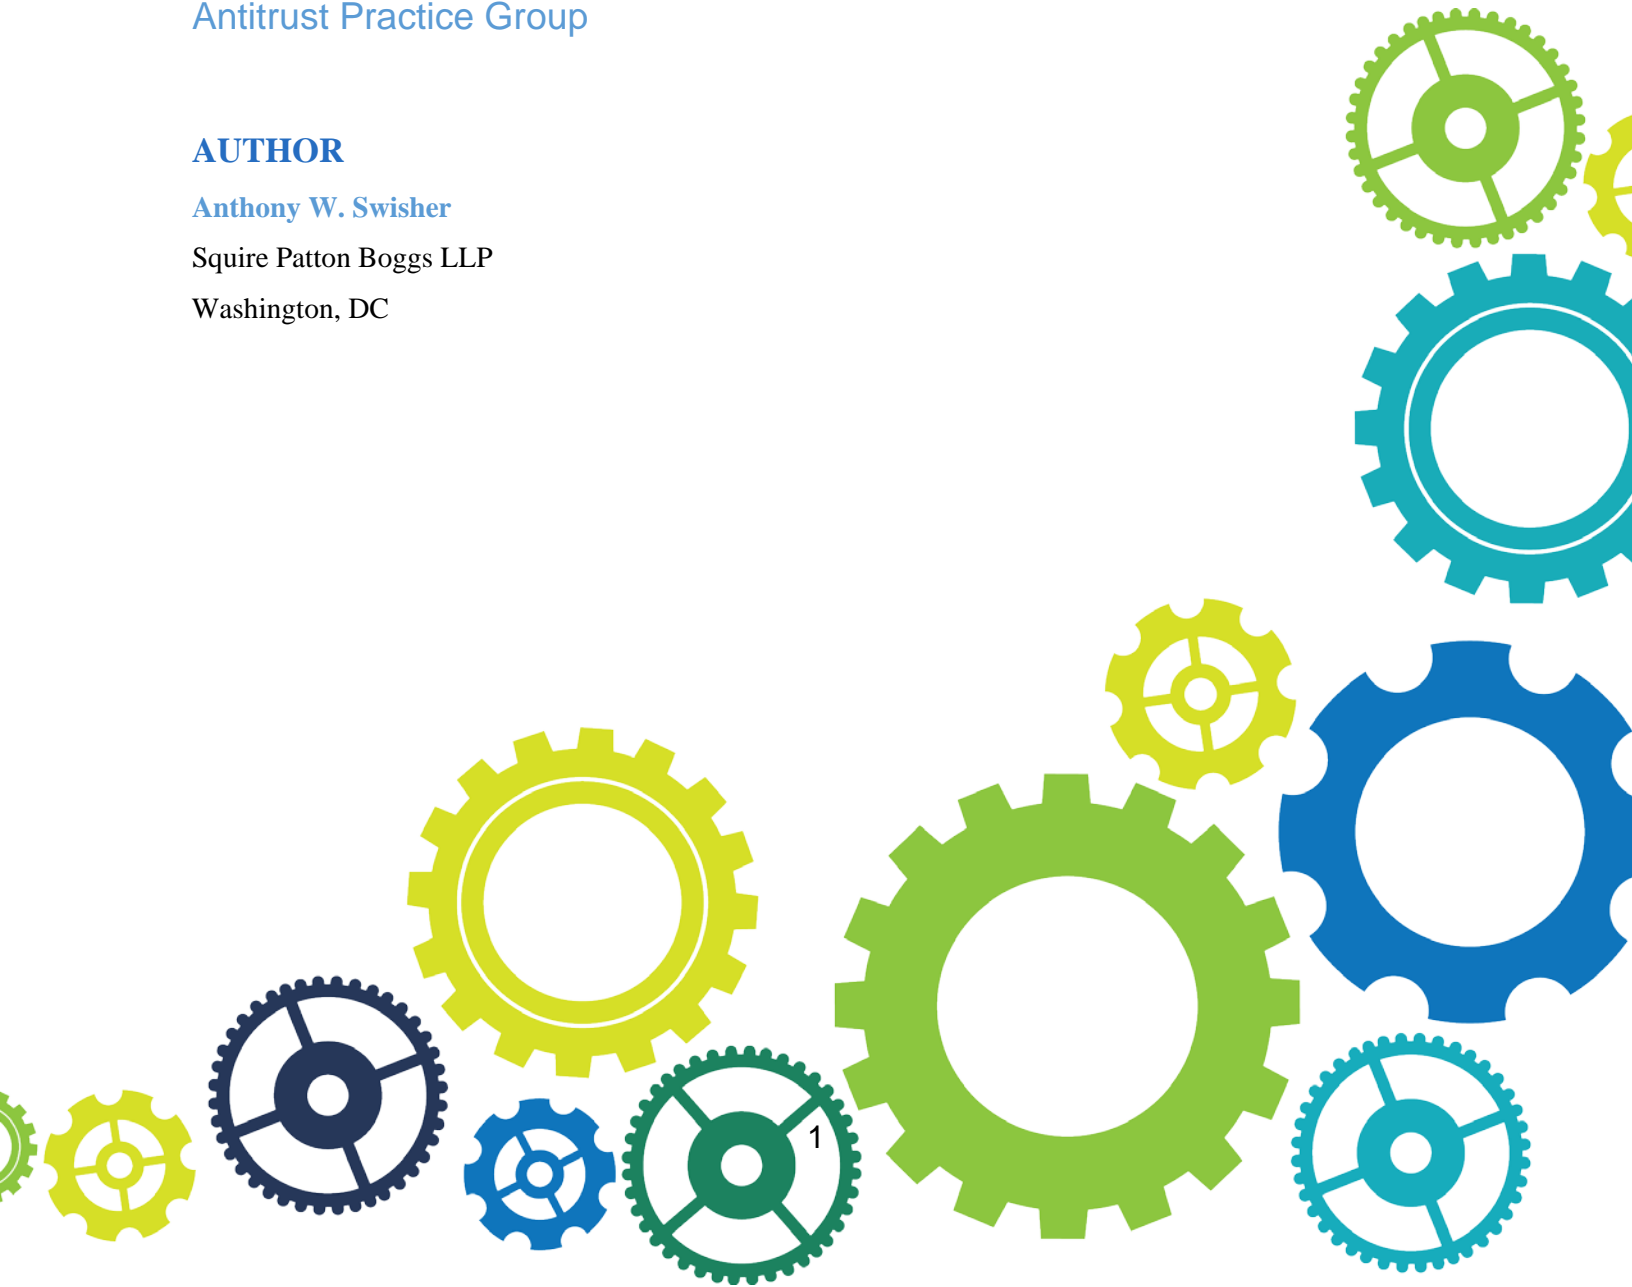 Antitrust Practice Group
AUTHOR
Anthony W. Swisher
Squire Patton Boggs LLP
Washington, DC
1